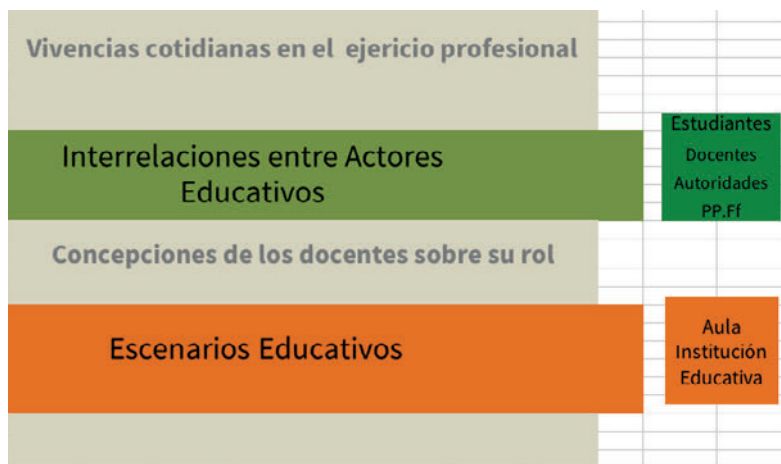 Vivencias cotidianas en el ejericio profesional
Interrelaciones entre Actores
Educativos
Estudiantes
Docentes
Autoridades
PP.Ff
Concepciones de los docentes sobre su rol
Escenarios Educativos
Aula
Institución
Educativa